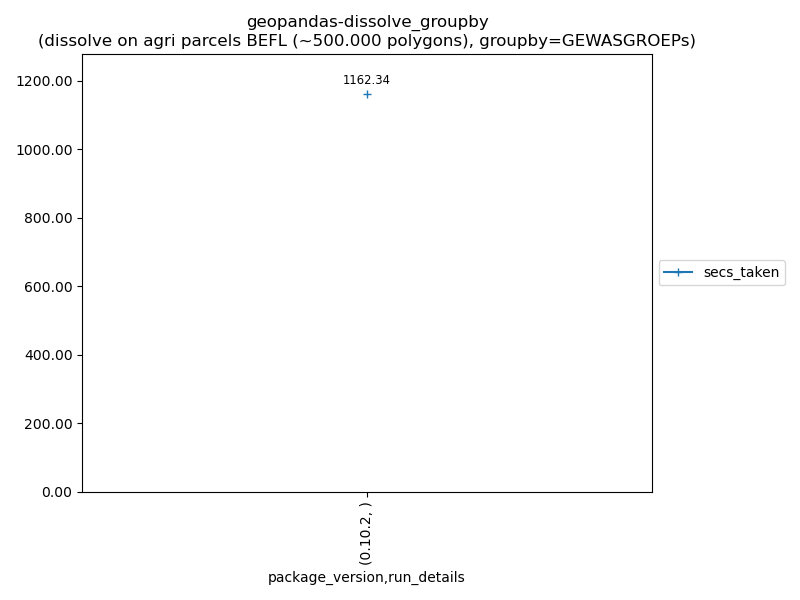 geopandas-dissolve_groupby
(dissolve on agri parcels BEFL (~500.000 polygons), groupby=GEWASGROEPs)
1162.34
1200.00
1000.00
800.00
600.00
400.00
200.00
0.00
secs_taken
(0.10.2, )
package_version,run_details